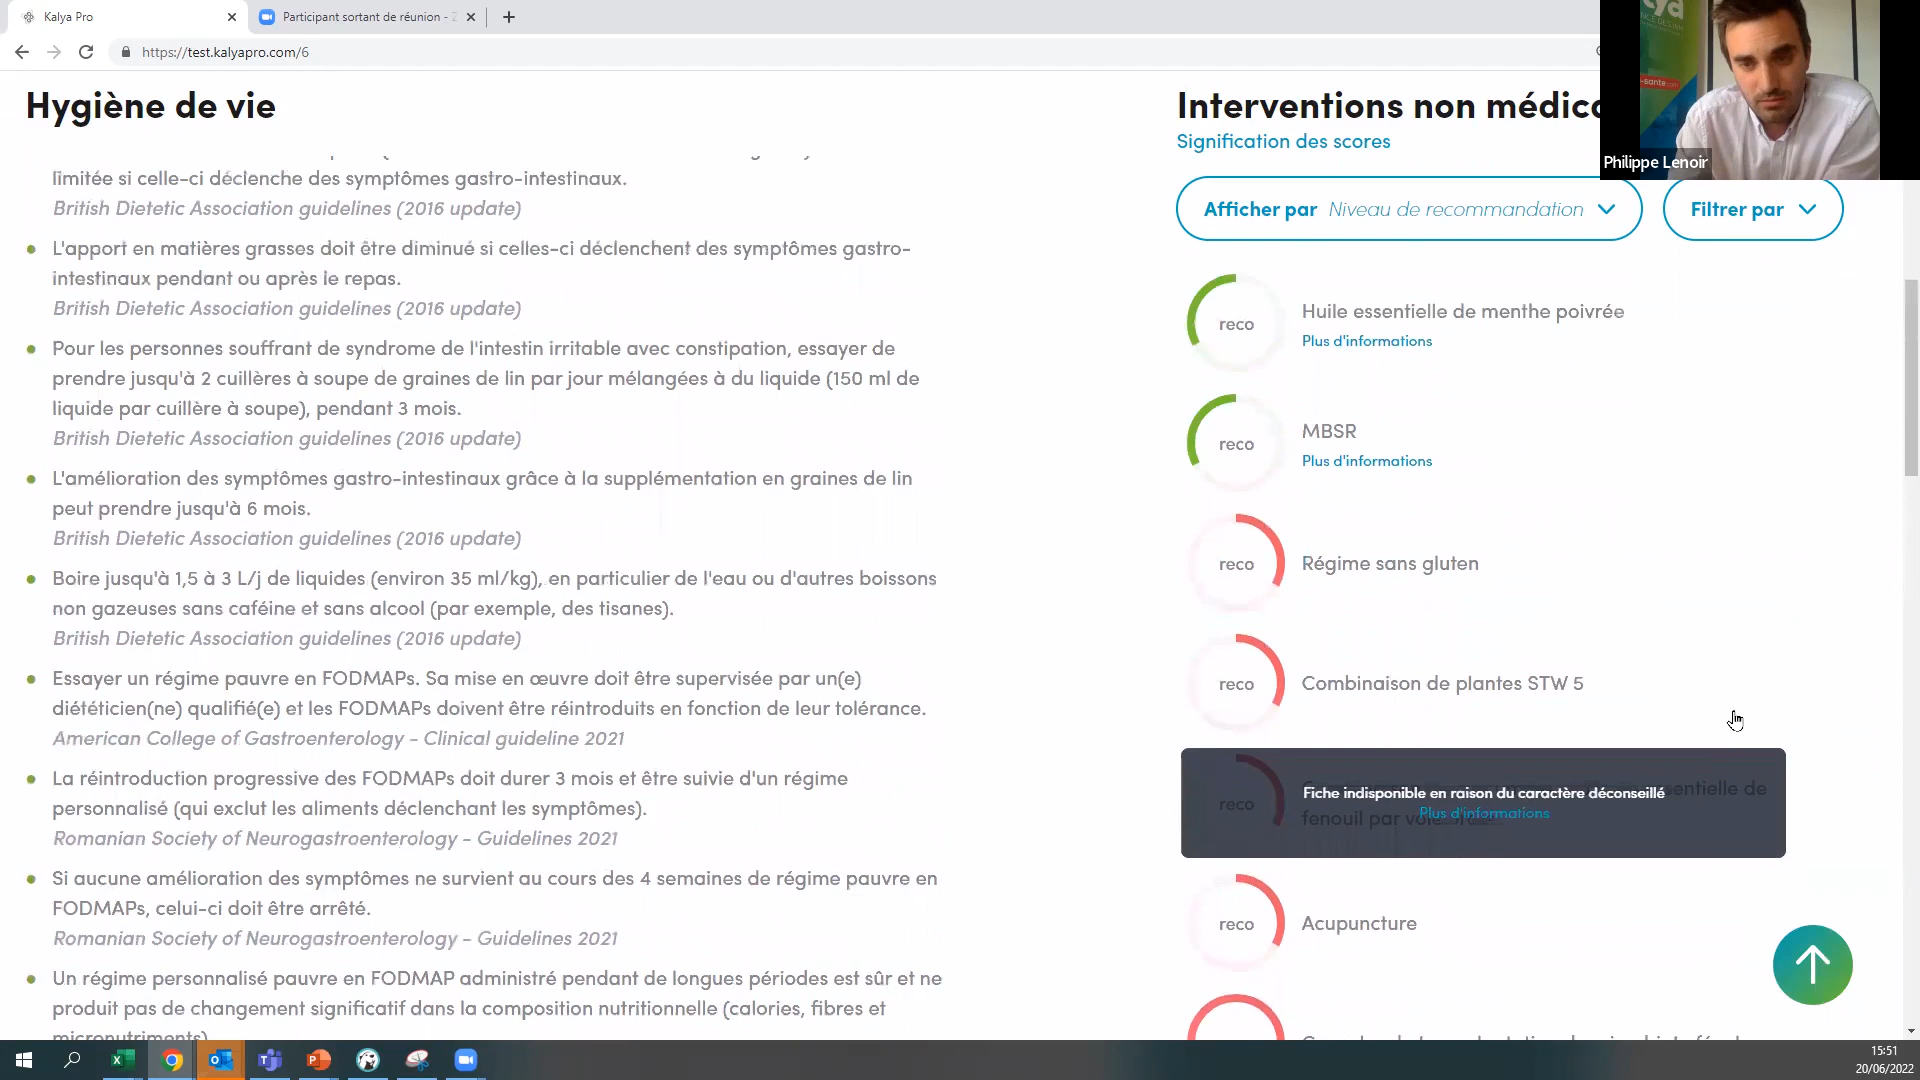 Kalya Pro
Participant sortant de réunion -
https://test.kalyapro.com/6
Philippe Lenoir
Hygiène de vie
limitée si celle-ci déclenche des symptômes gastro-intestinaux.
British Dietetic Association guidelines (2016 update)
L'apport en matières grasses doit être diminué si celles-ci déclenchent des symptômes gastro-
intestinaux pendant ou après le repas.
British Dietetic Association guidelines (2016 update)
Pour les personnes souffrant de syndrome de l'intestin irritable avec constipation, essayer de
prendre jusqu'à 2 cuillères à soupe de graines de lin par jour mélangées à du liquide (150 ml de
liquide par cuillère à soupe), pendant 3 mois.
British Dietetic Association guidelines (2016 update)
L'amélioration des symptômes gastro-intestinaux grâce à la supplémentation en graines de lin
peut prendre jusqu'à 6 mois.
British Dietetic Association guidelines (2016 update)
Boire jusqu'à 1,5 à 3 L/j de liquides (environ 35 ml/kg), en particulier de l'eau ou d'autres boissons
non gazeuses sans caféine et sans alcool (par exemple, des tisanes).
British Dietetic Association guidelines (2016 update)
Essayer un régime pauvre en FODMAPs. Sa mise en œuvre doit être supervisée par un(e)
diététicien(ne) qualifié(e) et les FODMAPs doivent être réintroduits en fonction de leur tolérance.
American College of Gastroenterology - Clinical guideline 2021
La réintroduction progressive des FODMAPs doit durer 3 mois et être suivie d'un régime
personnalisé (qui exclut les aliments déclenchant les symptômes).
Romanian Society of Neurogastroenterology - Guidelines 2021
Si aucune amélioration des symptômes ne survient au cours des 4 semaines de régime pauvre en
FODMAPs, celui-ci doit être arrêté.
Romanian Society of Neurogastroenterology - Guidelines 2021
Un régime personnalisé pauvre en FODMAP administré pendant de longues périodes est sûr et ne
produit pas de changement significatif dans la composition nutritionnelle (calories, fibres et
micronutriments).
Interventions non médic
Signification des scores
Afficher par Niveau de recommandation
Filtrer par
reco
Huile essentielle de menthe poivrée
Plus d'informations
reco
MBSR
Plus d'informations
reco
Régime sans gluten
reco
Combinaison de plantes STW 5
reco
Fiche indisponible en raison du caractère déconseillé
Plus d'informations
sentielle de
fenouil par
reco
Acupuncture
15:51
20/06/2022